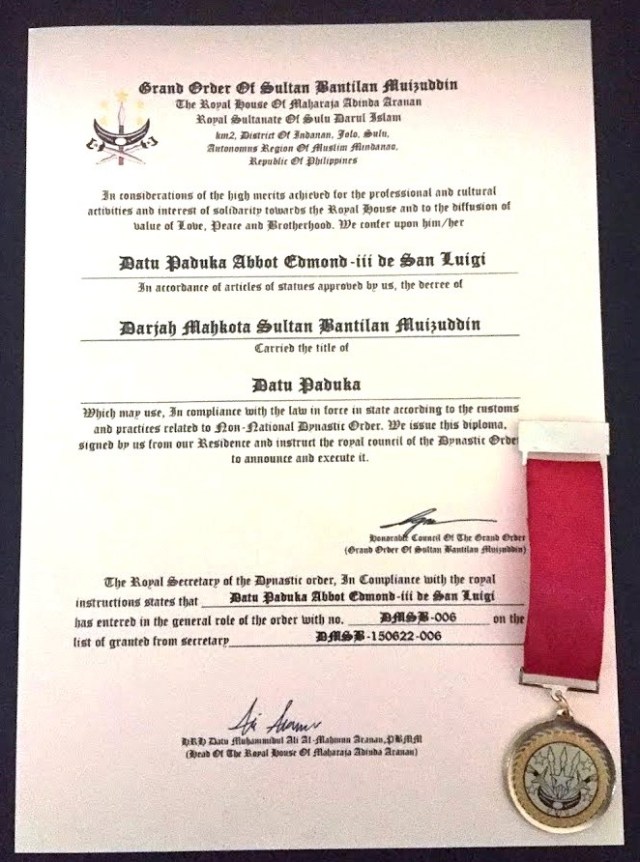 Grand Order Of Sultan Bantilan Muizuddin
The Royal House Of Maharaja Adinda Aranan
Royal Sultanate Of Sulu Darul Islam
km2, District Of Indanan, Jolo, Sulu,
Autonomus Region Of Muslim Mindanao,
Republic Of Philippines
In considerations of the high merits achieved for the professional and cultural
activities and interest of solidarity towards the Royal House and to the diffusion of
value of Love, Peace and Brotherhood. We confer upon him/her
Datu Paduka Abbot Edmond-iii de San Luigi
In accordance of articles of statues approved by us, the decree of
Darjah Mahkota Sultan Bantilan Muizuddin
Carried the title of
Datu Paduka
Which may use, In compliance with the law in force in state according to the customs
and practices related to Non-National Dynastic Order. We issue this diploma,
signed by us from our Residence and instruct the royal council of the Dynastic Order
to announce and execute it.
Honorable Council Of The Grand Order
(Grand Order Of Sultan Bantilan Muizuddin)
The Royal Secretary of the Dynastic order, In Compliance with the royal
instructions states that Datu Paduka Abbot Edmond-iii de San Luigi
has entered in the general role of the order with no. DMSB-006 on the
list of granted from secretary DMSB-150622-006
HRH Datu Muhammidul Ali Al-Mahmun Aranan,PBMM
(Head Of The Royal House Of Maharaja Adinda Aranan)